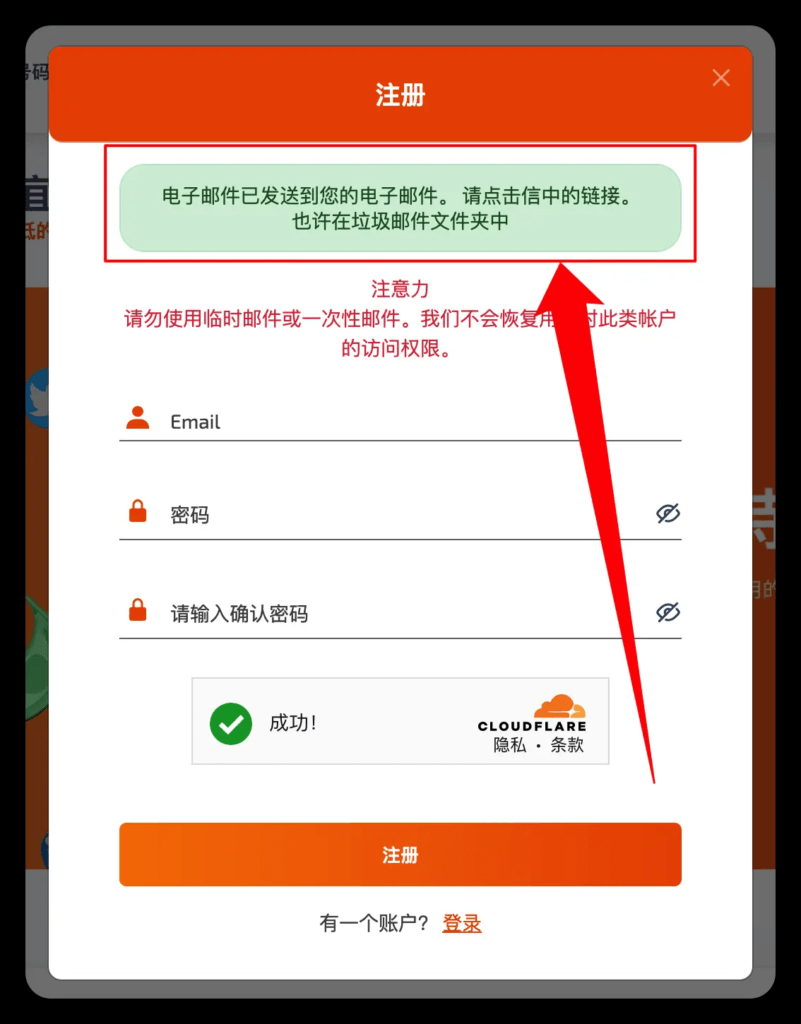 号码
注册
电子邮件已发送到您的电子邮件。 请点击信中的链接。
也许在垃圾邮件文件夹中
注意力
请勿使用临时邮件或一次性邮件。我们不会恢复用 对此类帐户
的访问权限。
Email
密码
请输入确认密码
成功!
CLOUDFLARE
隐私 · 条款
注册
有一个账户? 登录